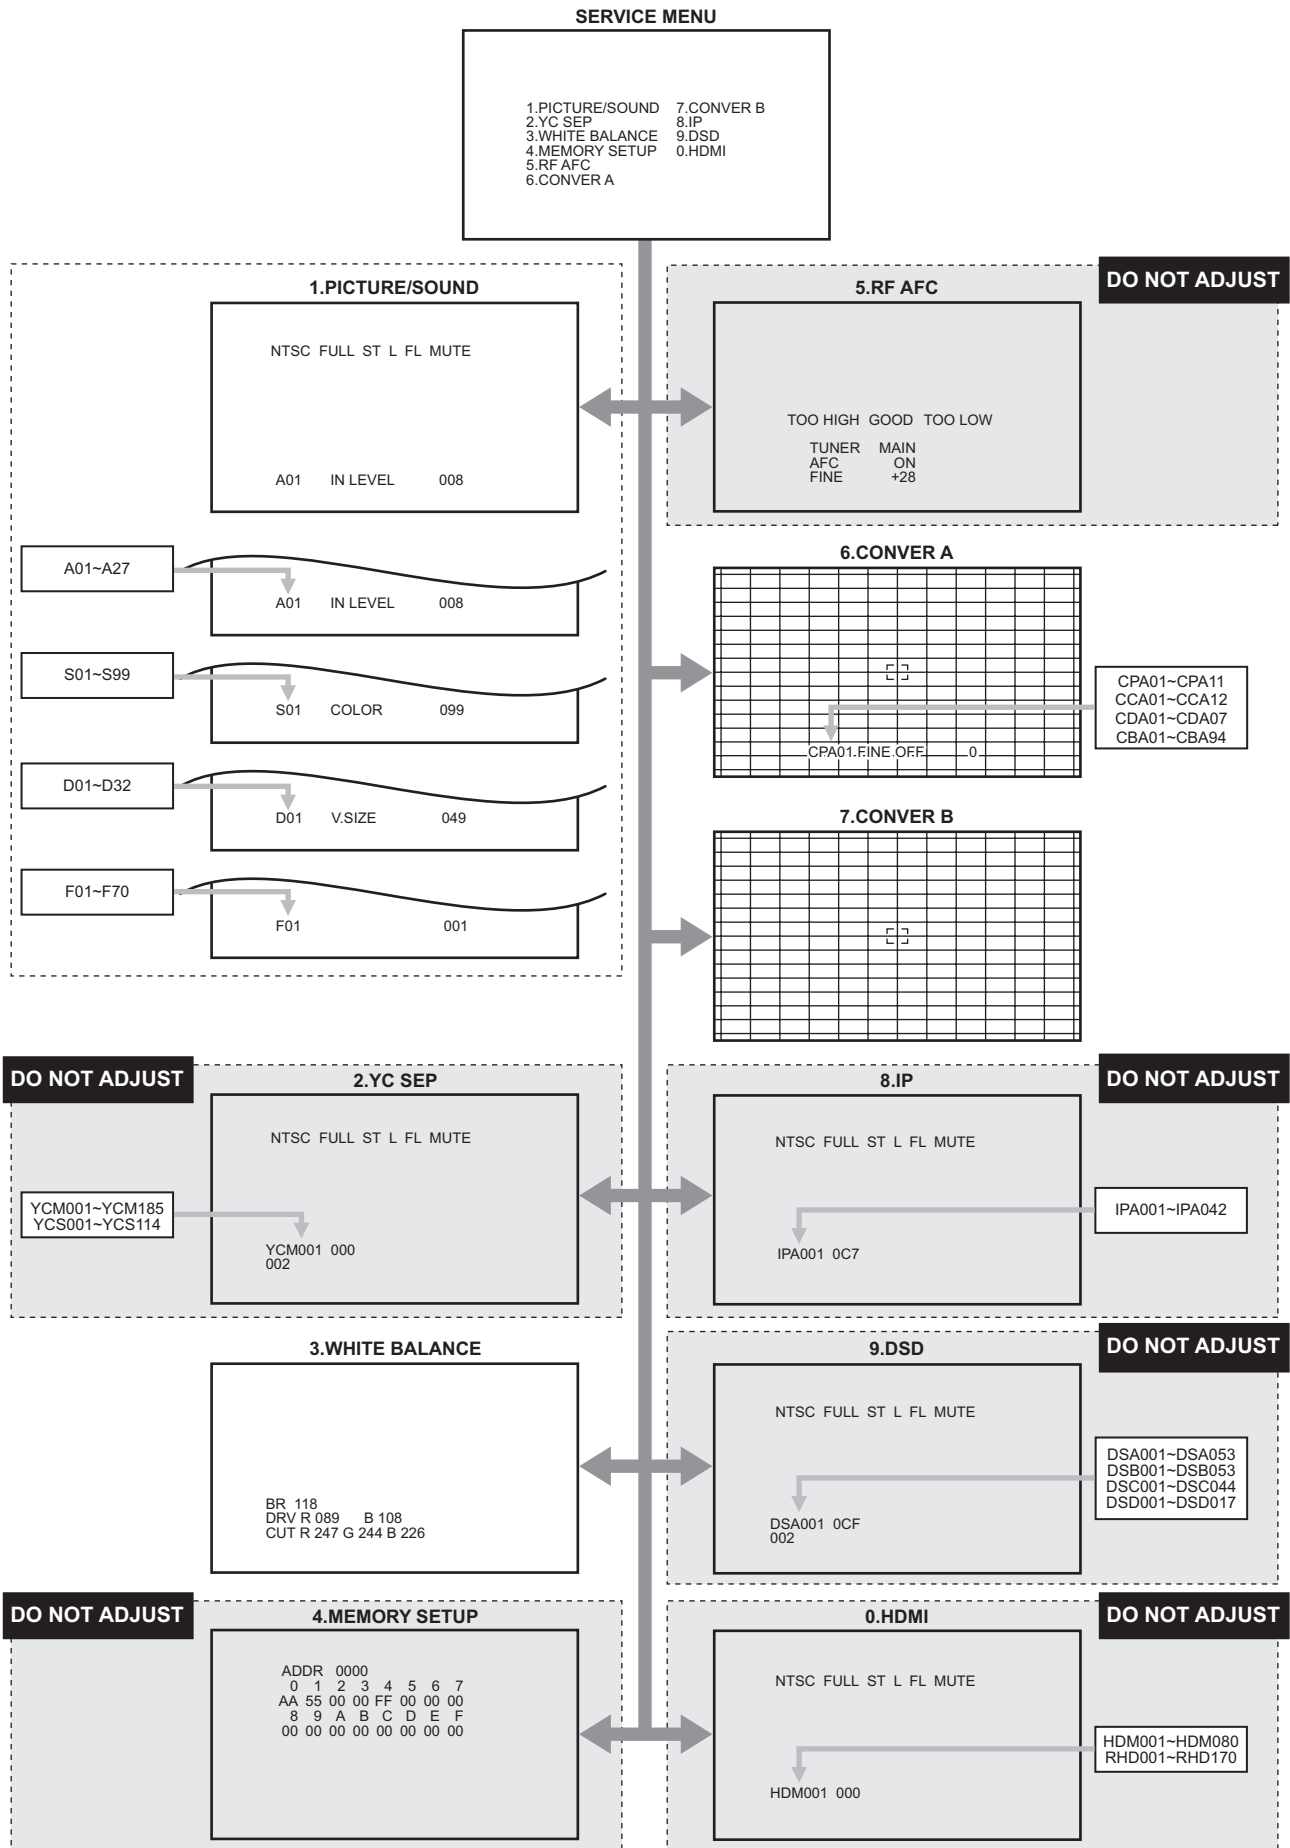 SERVICE MENU
1.PICTURE/SOUND 7.CONVER B
2.YC SEP 8.IP
3.WHITE BALANCE 9.DSD
4.MEMORY SETUP 0.HDMI
5.RF AFC
6.CONVER A
1.PICTURE/SOUND
NTSC FULL ST L FL MUTE
A01 IN LEVEL 008
A01~A27
A01 IN LEVEL 008
S01~S99
S01 COLOR 099
D01~D32
D01 V.SIZE 049
F01~F70
F01 001
DO NOT ADJUST
5.RF AFC
TOO HIGH GOOD TOO LOW
TUNER MAIN
AFC ON
FINE +28
6.CONVER A
CPA01~CPA11
CCA01~CCA12
CDA01~CDA07
CBA01~CBA94
CPA01.FINE.OFF 0
7.CONVER B
DO NOT ADJUST
2.YC SEP
NTSC FULL ST L FL MUTE
YCM001~YCM185
YCS001~YCS114
YCM001 000
002
DO NOT ADJUST
8.IP
NTSC FULL ST L FL MUTE
IPA001~IPA042
IPA001 0C7
3.WHITE BALANCE
BR 118
DRV R 089 B 108
CUT R 247 G 244 B 226
DO NOT ADJUST
9.DSD
NTSC FULL ST L FL MUTE
DSA001~DSA053
DSB001~DSB053
DSC001~DSC044
DSD001~DSD017
DSA001 0CF
002
DO NOT ADJUST
4.MEMORY SETUP
ADDR 0000
0 1 2 3 4 5 6 7
AA 55 00 00 FF 00 00 00
8 9 A B C D E F
00 00 00 00 00 00 00 00
DO NOT ADJUST
0.HDMI
NTSC FULL ST L FL MUTE
HDM001~HDM080
RHD001~RHD170
HDM001 000